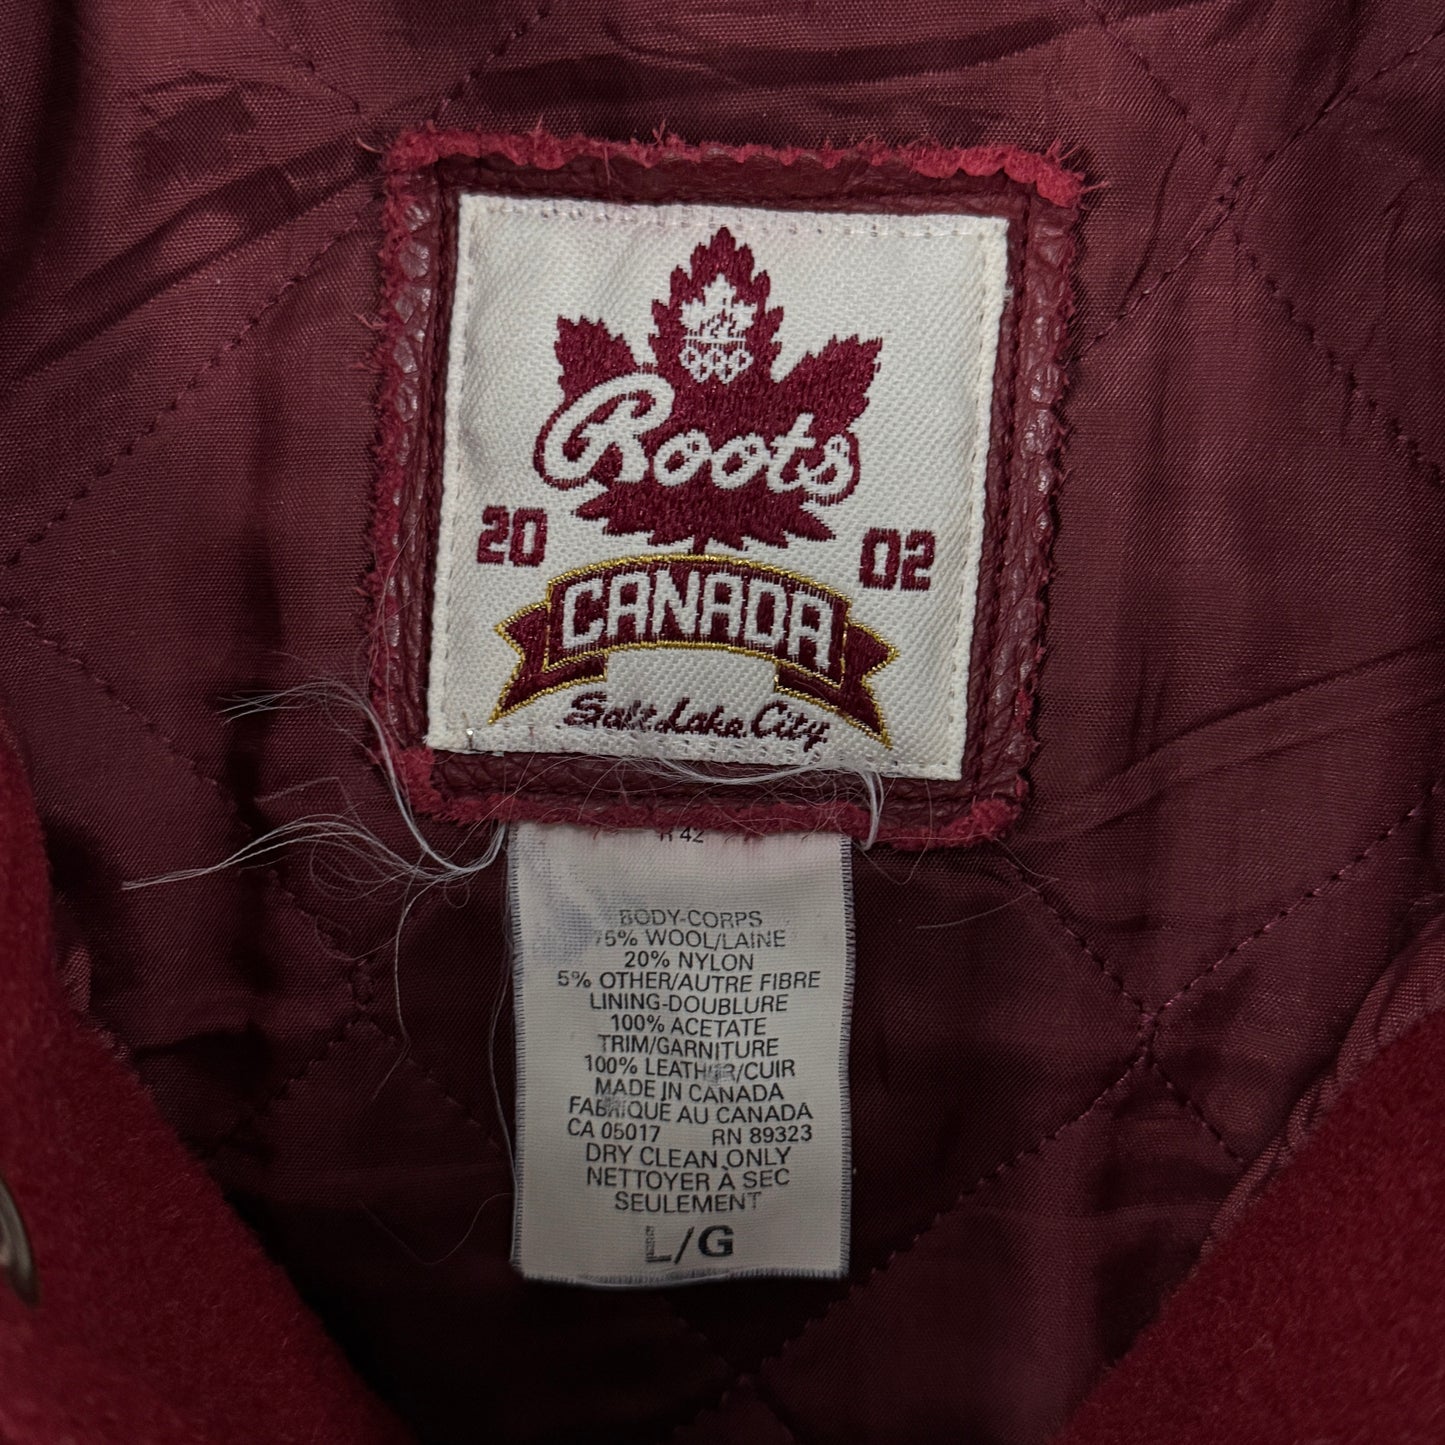 Roots
20 02
CANADA
Salt Lake City
42
BODY-CORPS
75% WOOL/LAINE
20% NYLON
5% OTHER/AUTRE FIBRE
LINING-DOUBLURE
100% ACETATE
TRIM/GARNITURE
100% LEATHER/CUIR
MADE IN CANADA
FABRIQUE AU CANADA
CA 05017 RN 89323
DRY CLEAN ONLY
NETTOYER À SEC
SEULEMENT
L/G